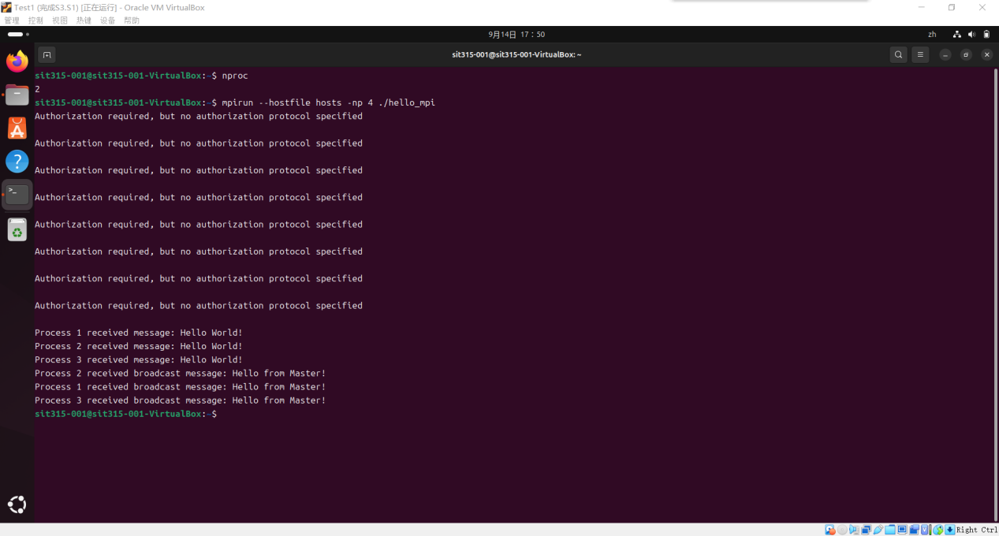 Test1 (完成S3.S1) [正在运行] - Oracle VM VirtualBox
管理 控制 视图 热键 设备 帮助
9月14日 17：50
zh
sit315-001@sit315-001-VirtualBox: ~
sit315-001@sit315-001-VirtualBox:~$ nproc
2
sit315-001@sit315-001-VirtualBox:~$ mpirun --hostfile hosts -np 4 ./hello_mpi
Authorization required, but no authorization protocol specified
Authorization required, but no authorization protocol specified
Authorization required, but no authorization protocol specified
Authorization required, but no authorization protocol specified
Authorization required, but no authorization protocol specified
Authorization required, but no authorization protocol specified
Authorization required, but no authorization protocol specified
Authorization required, but no authorization protocol specified
Process 1 received message: Hello World!
Process 2 received message: Hello World!
Process 3 received message: Hello World!
Process 2 received broadcast message: Hello from Master!
Process 1 received broadcast message: Hello from Master!
Process 3 received broadcast message: Hello from Master!
sit315-001@sit315-001-VirtualBox:~$
Right Ctrl